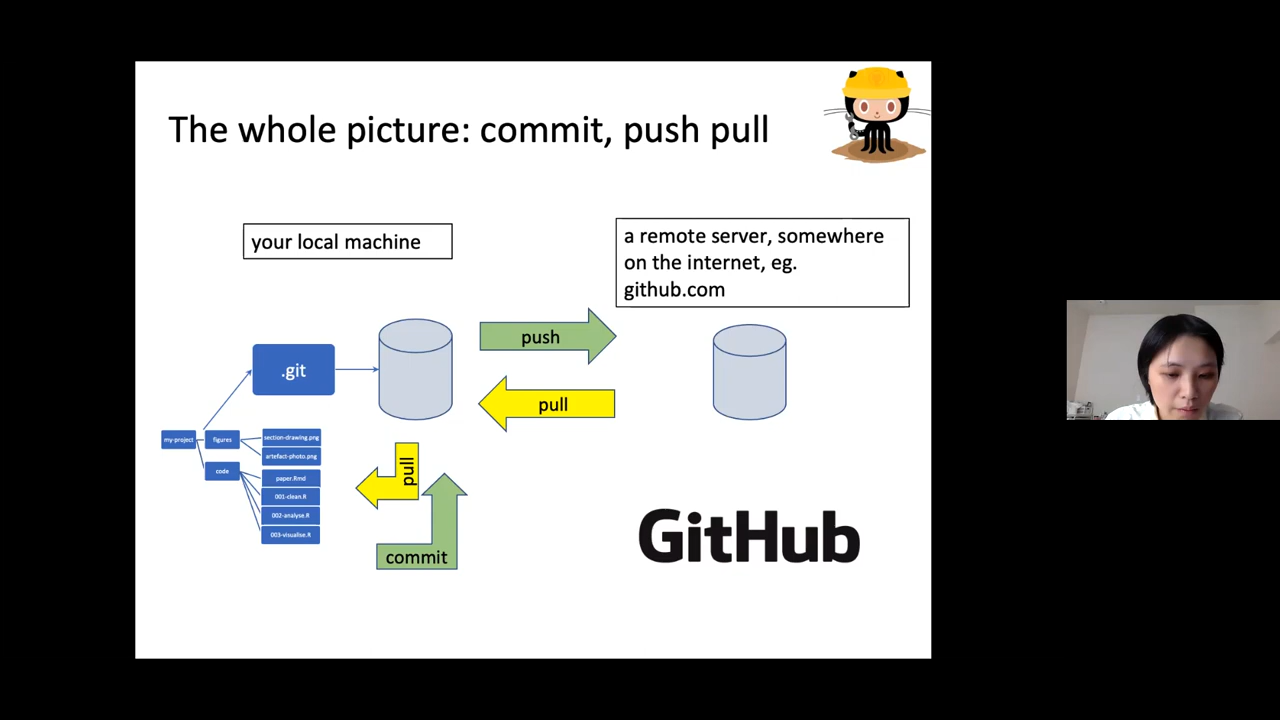 The whole picture: commit, push pull
your local machine
a remote server, somewhere
on the internet, eg.
github.com
push
.git
pull
my-project
figures
section-drawing.png
artefact-photo.png
code
paper.Rmd
001-clean.R
002-analyse.R
003-visualise.R
pull
commit
GitHub